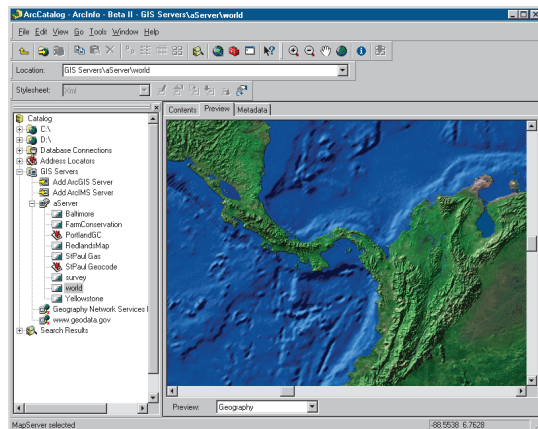 ArcCatalog - ArcInfo - Beta II - GIS Servers\aServer\world
File Edit View Go Tools Window Help
Location: GIS Servers\aServer\world
Stylesheet: Xml
Contents Preview Metadata
Catalog
C:\
D:\
Database Connections
Address Locators
GIS Servers
Add ArcGIS Server
Add ArcIMS Server
aServer
Baltimore
FarmConservation
PortlandGC
RedlandsMap
StPaul Gas
StPaul Geocode
survey
world
Yellowstone
Geography Network Services
www.geodata.gov
Search Results
Preview: Geography
MapServer selected
-88.5538 6.7628